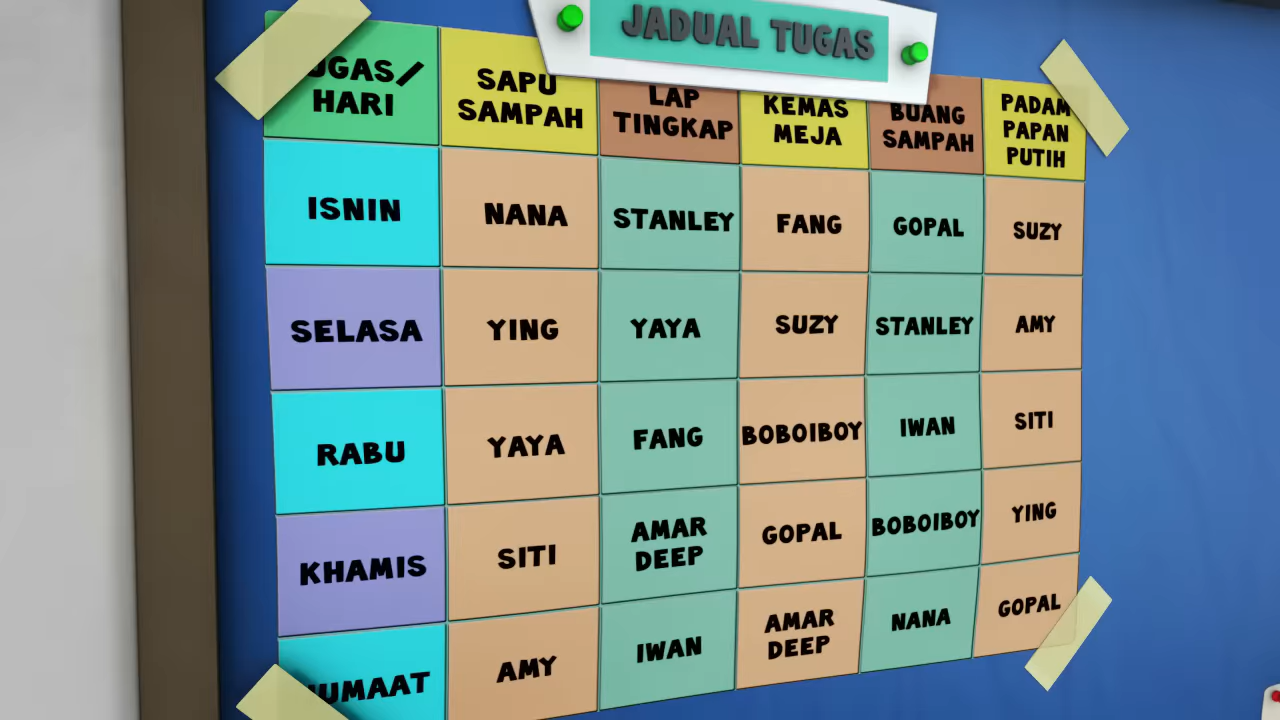 JADUAL TUGAS
TUGAS/
HARI
SAPU
SAMPAH
LAP
TINGKAP
KEMAS
MEJA
BUANG
SAMPAH
PADAM
PAPAN
PUTIH
ISNIN
NANA
STANLEY
FANG
GOPAL
SUZY
SELASA
YING
YAYA
SUZY
STANLEY
AMY
RABU
YAYA
FANG
BOBOIBOY
IWAN
SITI
KHAMIS
SITI
AMAR
DEEP
GOPAL
BOBOIBOY
YING
JUMAAT
AMY
IWAN
AMAR
DEEP
NANA
GOPAL